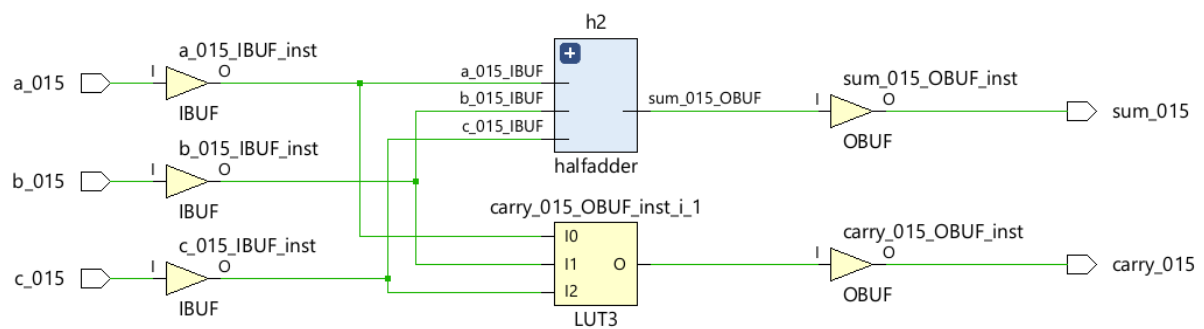 h2
a_015_IBUF_inst
a_015
I
O
IBUF
a_015_IBUF
b_015_IBUF
c_015_IBUF
+
halfadder
sum_015_OBUF
sum_015_OBUF_inst
I
O
OBUF
sum_015
b_015_IBUF_inst
b_015
I
O
IBUF
carry_015_OBUF_inst_i_1
I0
I1
I2
O
LUT3
c_015_IBUF_inst
c_015
I
O
IBUF
carry_015_OBUF_inst
I
O
OBUF
carry_015